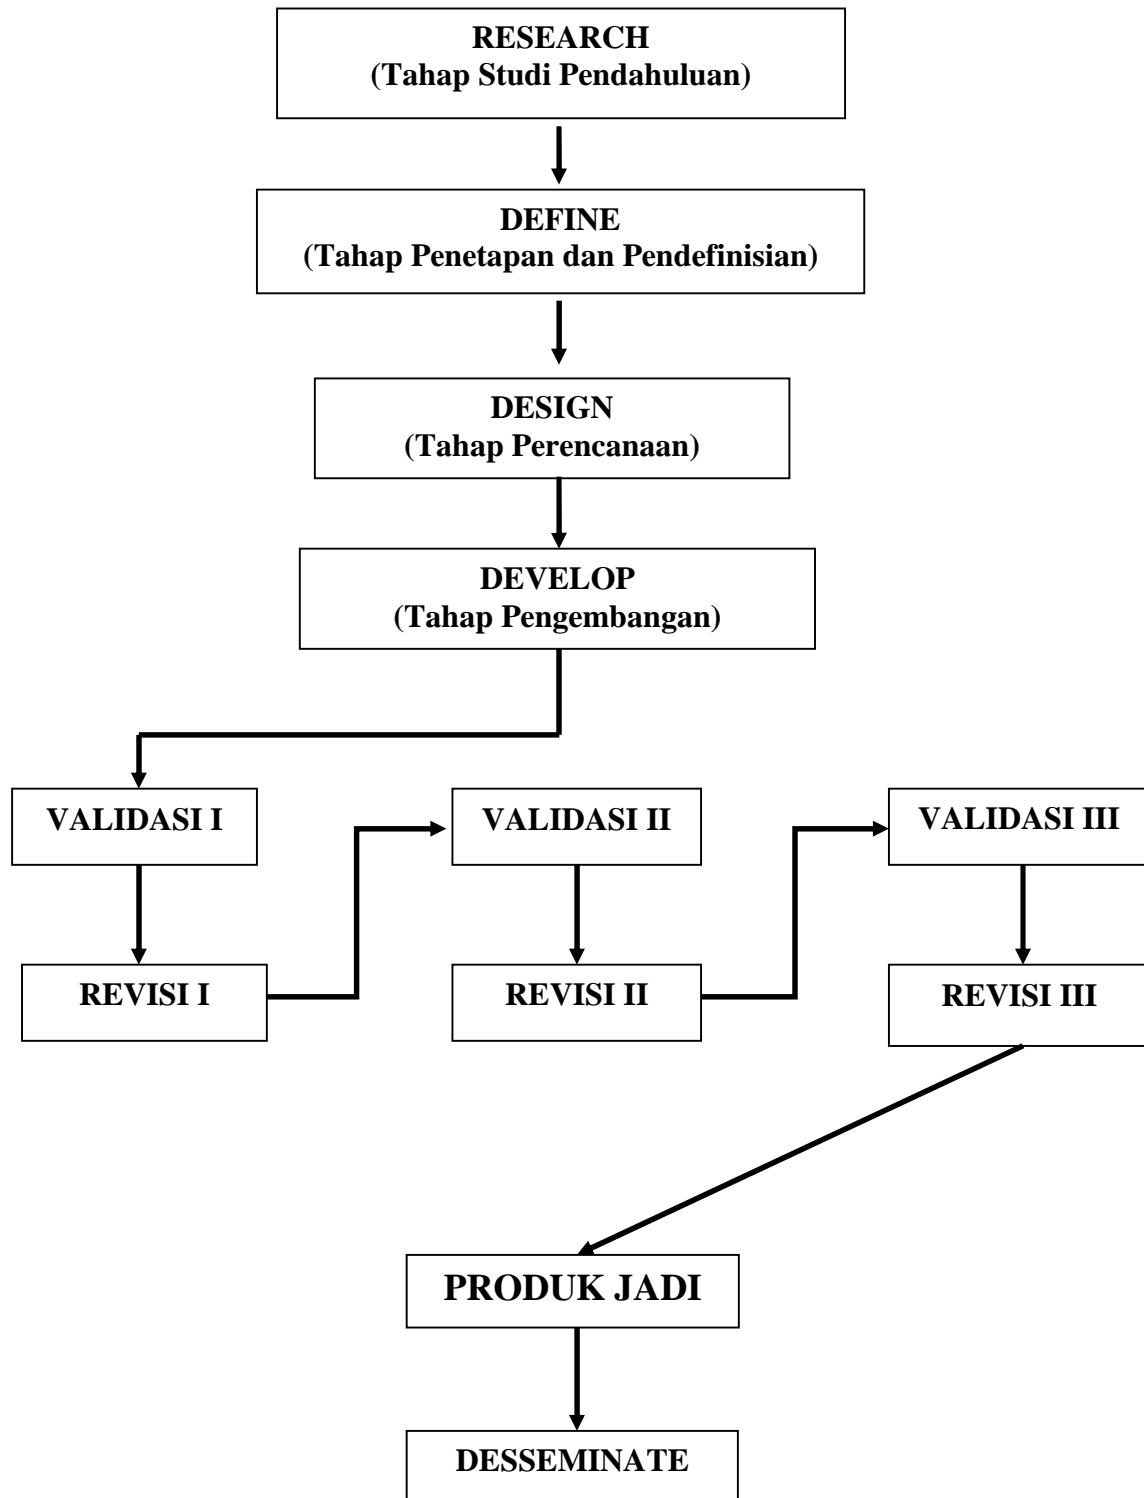 RESEARCH
(Tahap Studi Pendahuluan)
DEFINE
(Tahap Penetapan dan Pendefinisian)
DESIGN
(Tahap Perencanaan)
DEVELOP
(Tahap Pengembangan)
VALIDASI I
VALIDASI II
VALIDASI III
REVISI I
REVISI II
REVISI III
PRODUK JADI
DESSEMINATE